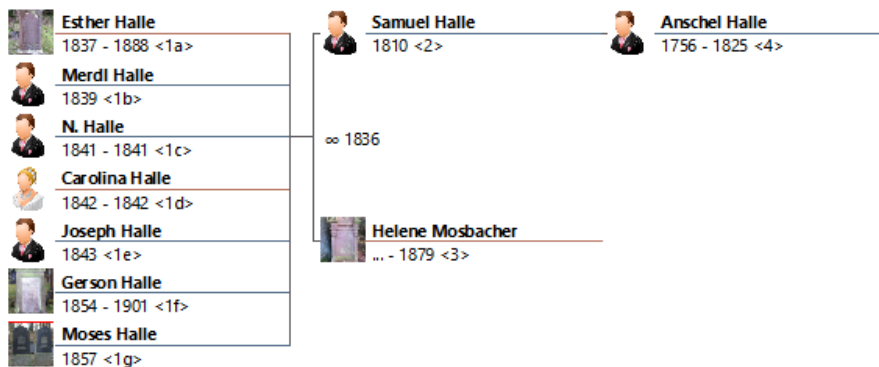 Esther Halle
1837 - 1888 <1a>
Merdl Halle
1839 <1b>
N. Halle
1841 - 1841 <1c>
Carolina Halle
1842 - 1842 <1d>
Joseph Halle
1843 <1e>
Gerson Halle
1854 - 1901 <1f>
Moses Halle
1857 <1g>
Samuel Halle
1810 <2>
∞ 1836
Helene Mosbacher
... - 1879 <3>
Anschel Halle
1756 - 1825 <4>